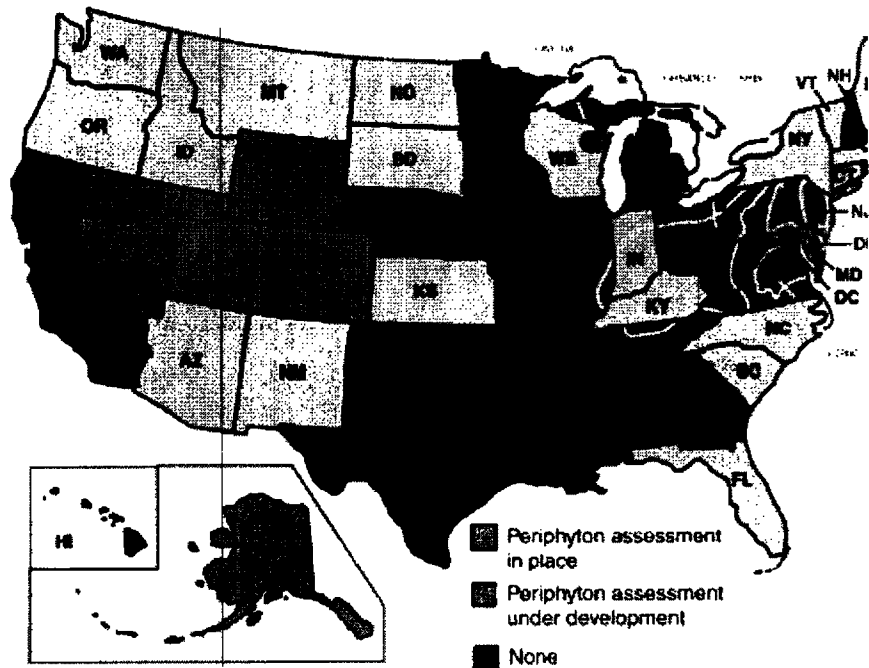 WA
MT
ND
NH
VT
OR
ID
SD
WI
NY
CT
IN
KS
MD
KY
DC
NC
AZ
NM
SC
FL
HI
Periphyton assessment
in place
Periphyton assessment
under development
None